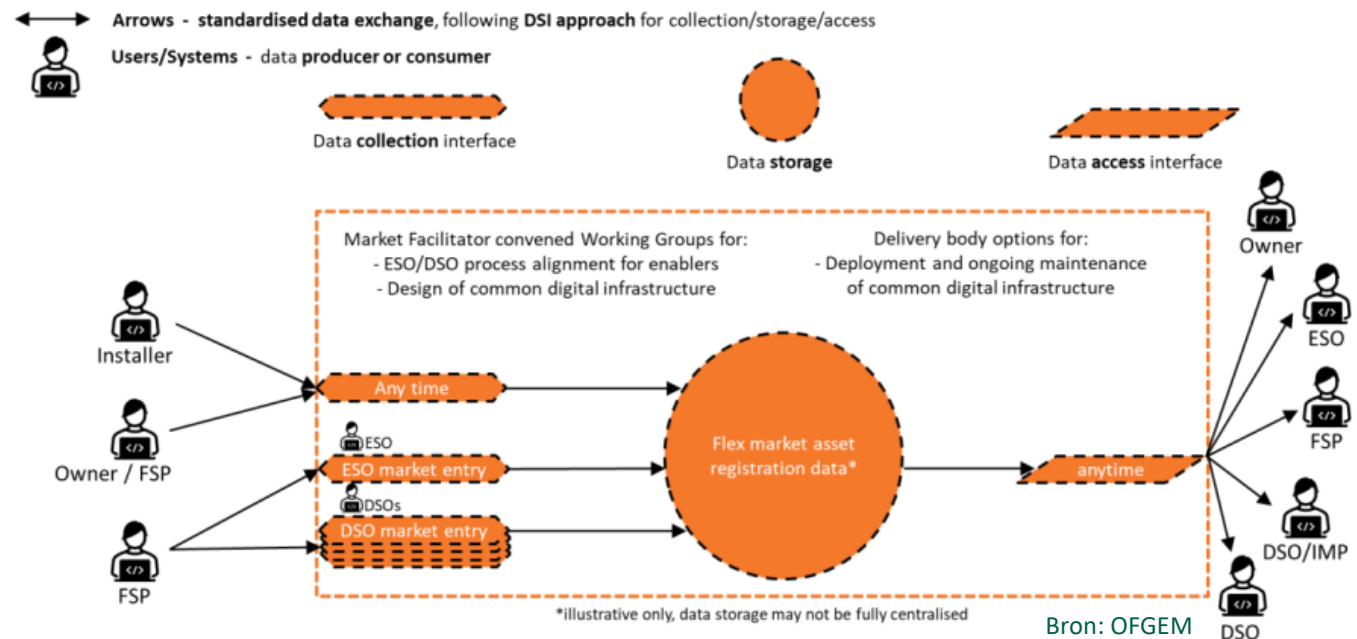 Arrows - standardised data exchange, following DSI approach for collection/storage/access
Users/Systems - data producer or consumer
</>
Data collection interface
Data storage
Data access interface
Market Facilitator convened Working Groups for:
- ESO/DSO process alignment for enablers
- Design of common digital infrastructure
Delivery body options for:
- Deployment and ongoing maintenance
of common digital infrastructure
</>
Installer
</>
Owner / FSP
</>
FSP
Any time
ESO
ESO market entry
DSOs
DSO market entry
Flex market asset
registration data*
anytime
</>
Owner
</>
ESO
</>
FSP
</>
DSO/IMP
</>
DSO
*illustrative only, data storage may not be fully centralised
Bron: OFGEM